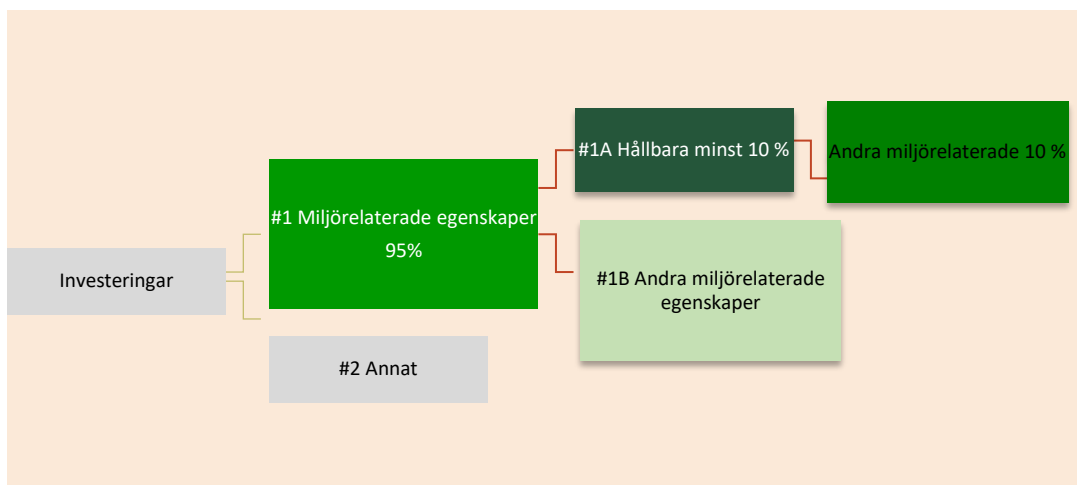 Investeringar
#1 Miljörelaterade egenskaper
95%
#2 Annat
#1A Hållbara minst 10 %
#1B Andra miljörelaterade
egenskaper
Andra miljörelaterade 10 %